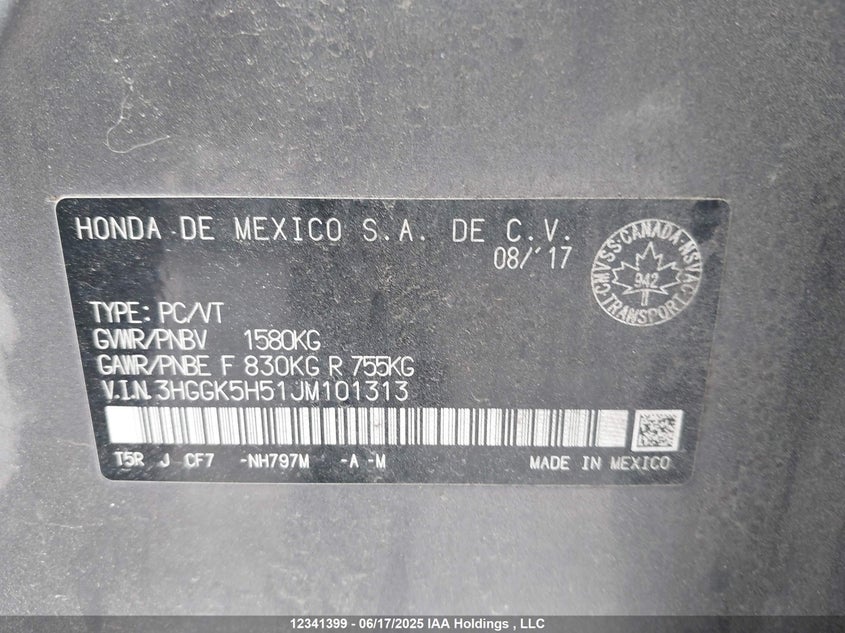 HONDA DE MEXICO S.A. DE C.V.
08/'17
CMVSS·CANADA·NSVAC
942
TRANSPORT
TYPE: PC/VT
GVWR/PNBV 1580KG
GAWR/PNBE F 830KG R 755KG
V.I.N.3HGGK5H51JM101313
T5R J CF7 -NH797M -A -M
MADE IN MEXICO
12341399 - 06/17/2025 IAA Holdings , LLC